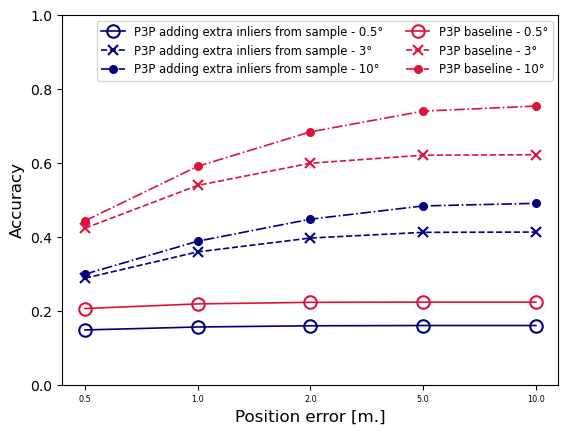 1.0
P3P adding extra inliers from sample - 0.5° P3P baseline - 0.5°
P3P adding extra inliers from sample - 3° P3P baseline - 3°
P3P adding extra inliers from sample - 10° P3P baseline - 10°
0.8
0.6
Accuracy
0.4
0.2
0.0
0.5 1.0 2.0 5.0 10.0
Position error [m.]